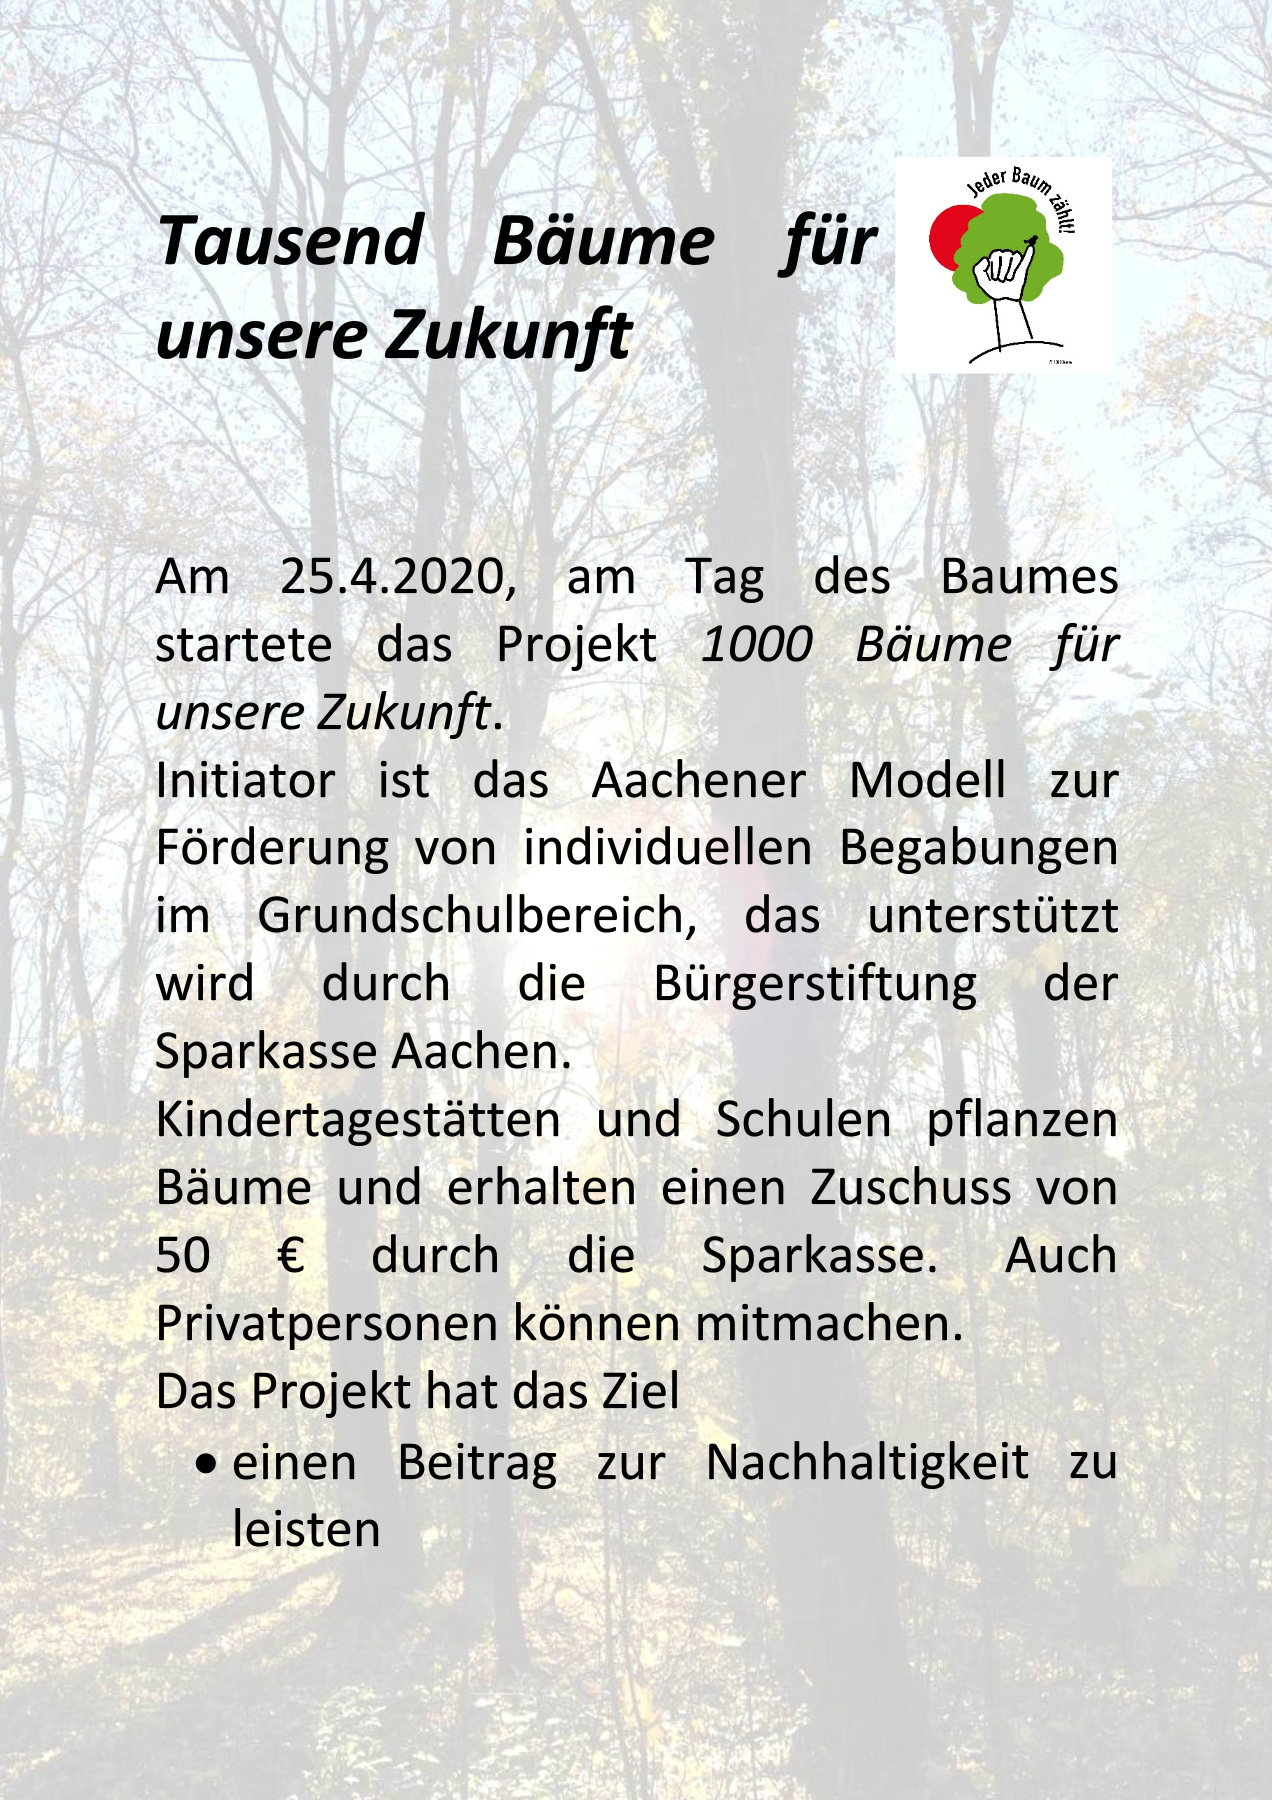 Jeder Baum zählt!
Tausend Bäume für
unsere Zukunft
Am 25.4.2020, am Tag des Baumes
startete das Projekt 1000 Bäume für
unsere Zukunft.
Initiator ist das Aachener Modell zur
Förderung von individuellen Begabungen
im Grundschulbereich, das unterstützt
wird durch die Bürgerstiftung der
Sparkasse Aachen.
Kindertagestätten und Schulen pflanzen
Bäume und erhalten einen Zuschuss von
50 € durch die Sparkasse. Auch
Privatpersonen können mitmachen.
Das Projekt hat das Ziel
• einen Beitrag zur Nachhaltigkeit zu
leisten